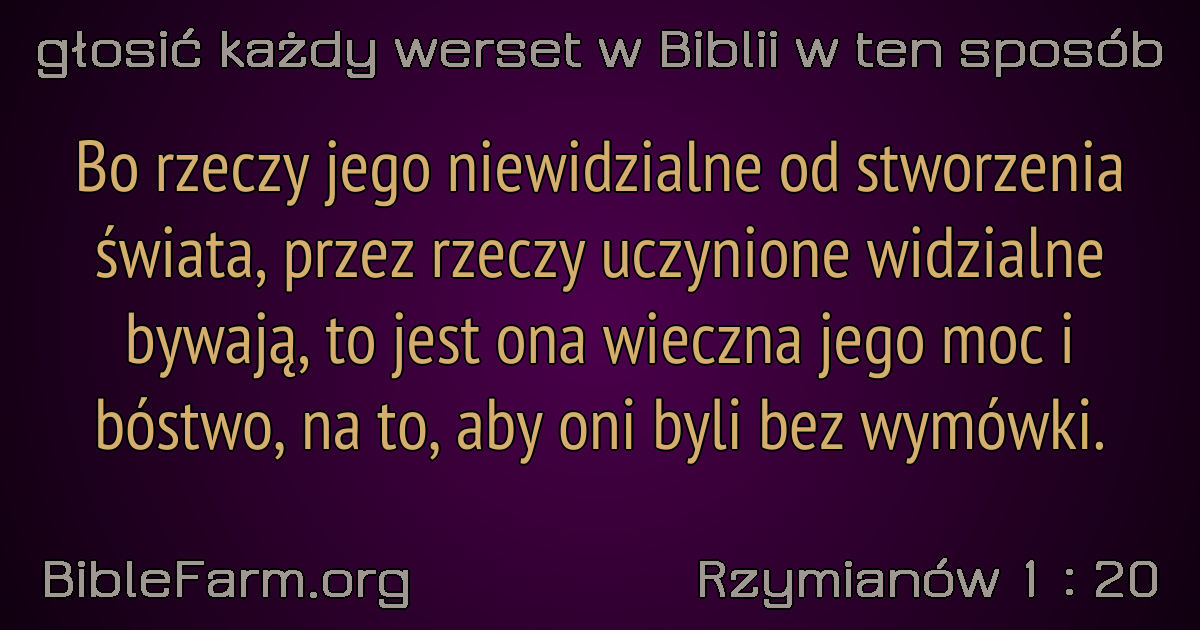 głosić każdy werset w Biblii w ten sposób
Bo rzeczy jego niewidzialne od stworzenia
świata, przez rzeczy uczynione widzialne
bywają, to jest ona wieczna jego moc i
bóstwo, na to, aby oni byli bez wymówki.
BibleFarm.org
Rzymianów 1 : 20